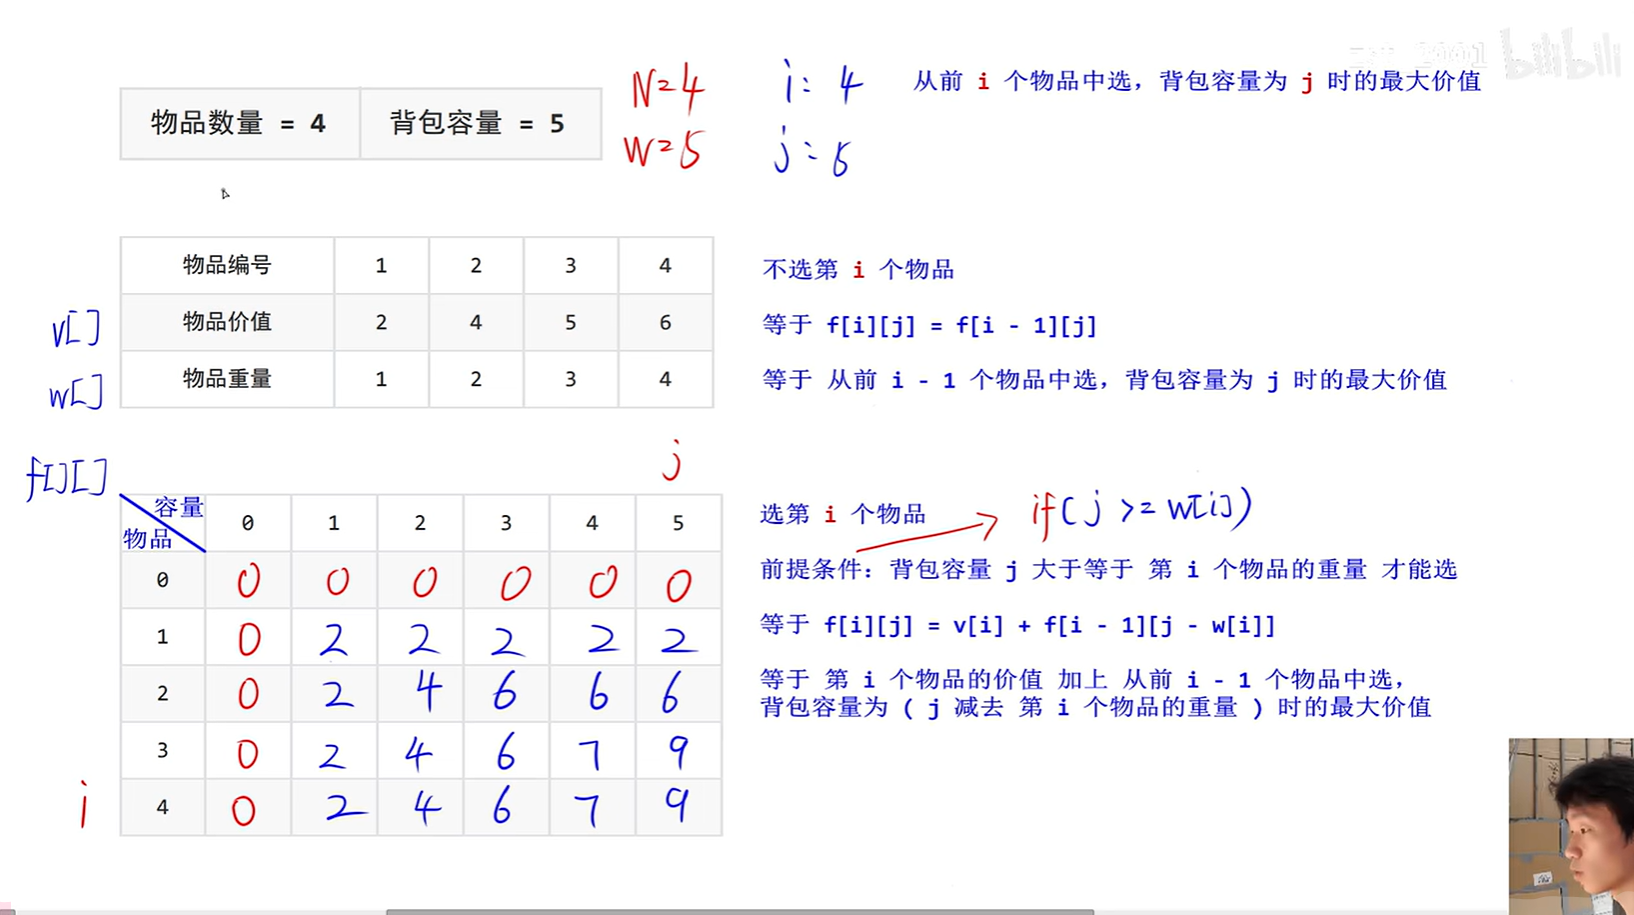 bilibili
物品数量 = 4 背包容量 = 5
N=4
W=5
i: 4
j: 5
从前 i 个物品中选，背包容量为 j 时的最大价值
物品编号 1 2 3 4
v[] 物品价值 2 4 5 6
w[] 物品重量 1 2 3 4
不选第 i 个物品
等于 f[i][j] = f[i - 1][j]
等于 从前 i - 1 个物品中选，背包容量为 j 时的最大价值
j
f[][]
容量 0 1 2 3 4 5
物品
0 0 0 0 0 0 0
1 0 2 2 2 2 2
2 0 2 4 6 6 6
3 0 2 4 6 7 9
i 4 0 2 4 6 7 9
选第 i 个物品
if( j >= w[i])
前提条件：背包容量 j 大于等于 第 i 个物品的重量 才能选
等于 f[i][j] = v[i] + f[i - 1][j - w[i]]
等于 第 i 个物品的价值 加上 从前 i - 1 个物品中选，
背包容量为 ( j 减去 第 i 个物品的重量 ) 时的最大价值